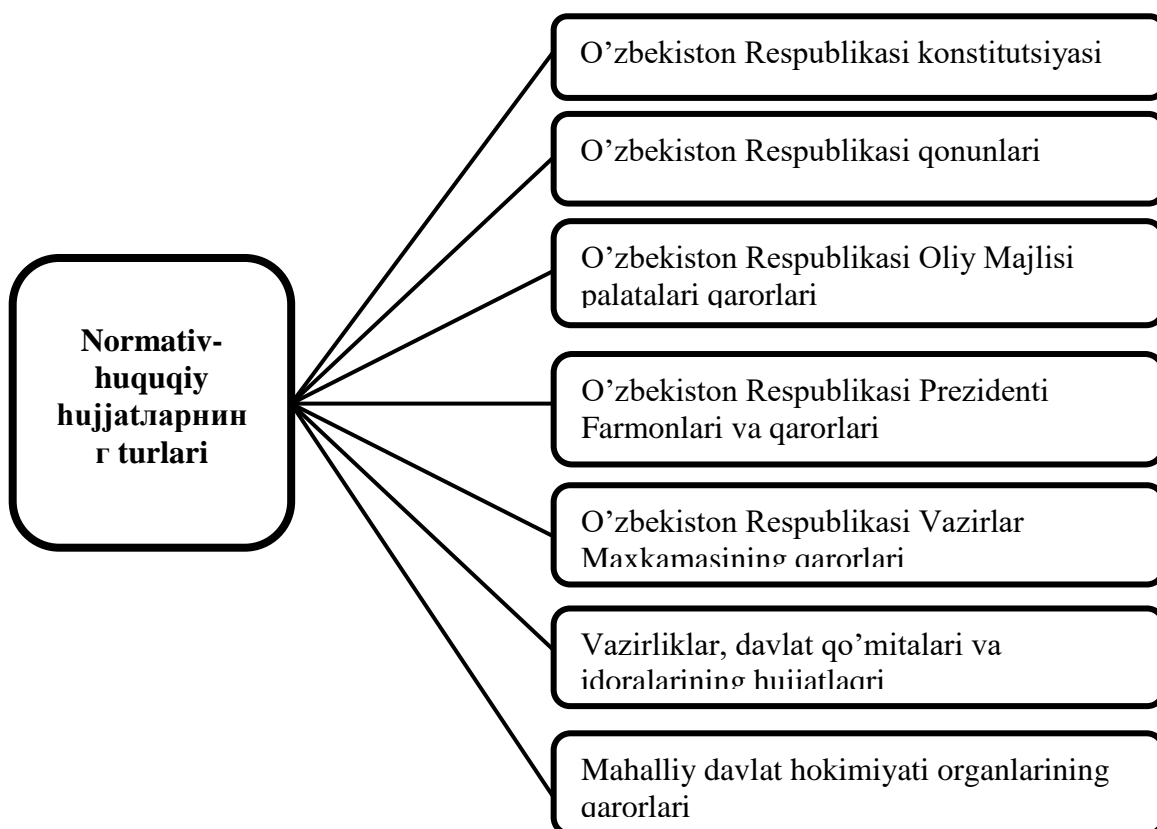 Normativ-
huquqiy
hujjatларнин
г turlari
O’zbekiston Respublikasi konstitutsiyasi
O’zbekiston Respublikasi qonunlari
O’zbekiston Respublikasi Oliy Majlisi
palatalari qarorlari
O’zbekiston Respublikasi Prezidenti
Farmonlari va qarorlari
O’zbekiston Respublikasi Vazirlar
Maxkamasining qarorlari
Vazirliklar, davlat qo’mitalari va
idoralarining hujjatlaqri
Mahalliy davlat hokimiyati organlarining
qarorlari